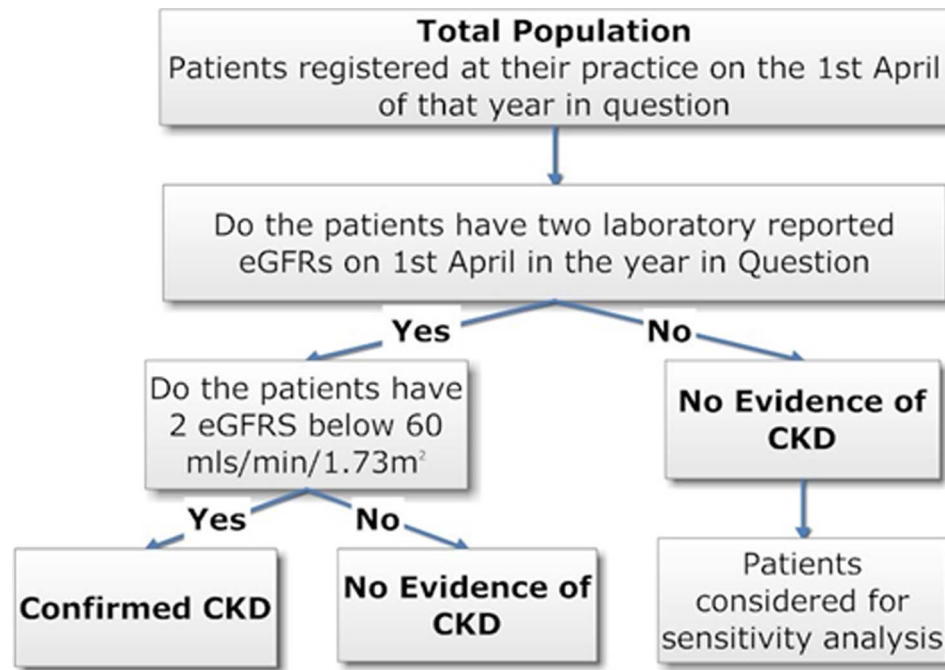 Total Population
Patients registered at their practice on the 1st April
of that year in question
Do the patients have two laboratory reported
eGFRs on 1st April in the year in Question
Yes
No
Do the patients have
2 eGFRS below 60
mls/min/1.73m²
No Evidence of
CKD
Yes
No
Confirmed CKD
No Evidence of
CKD
Patients
considered for
sensitivity analysis